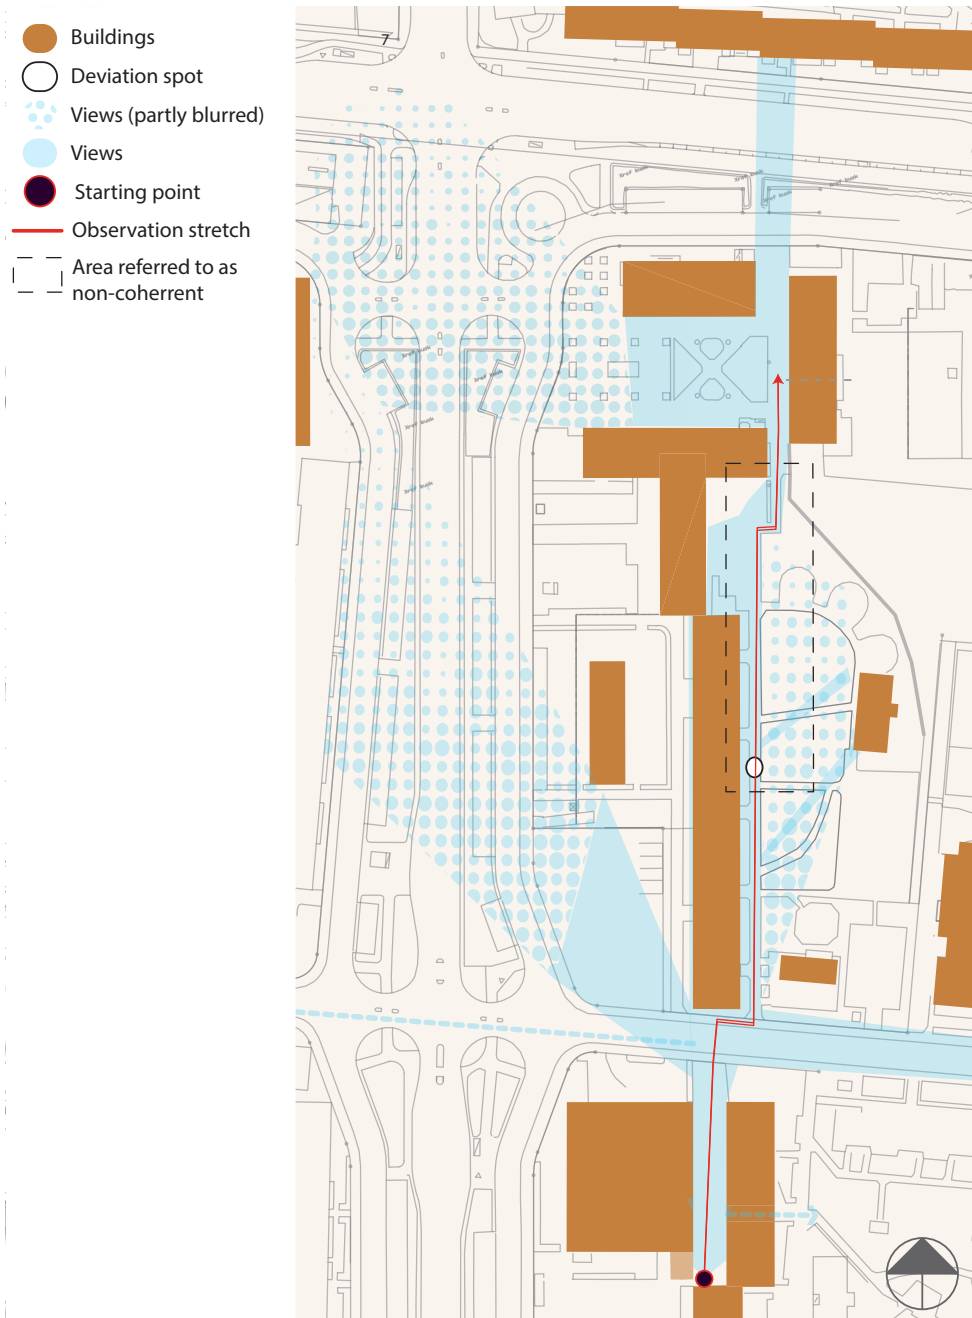 Buildings
Deviation spot
Views (partly blurred)
Views
Starting point
Observation stretch
Area referred to as
non-coherrent
7